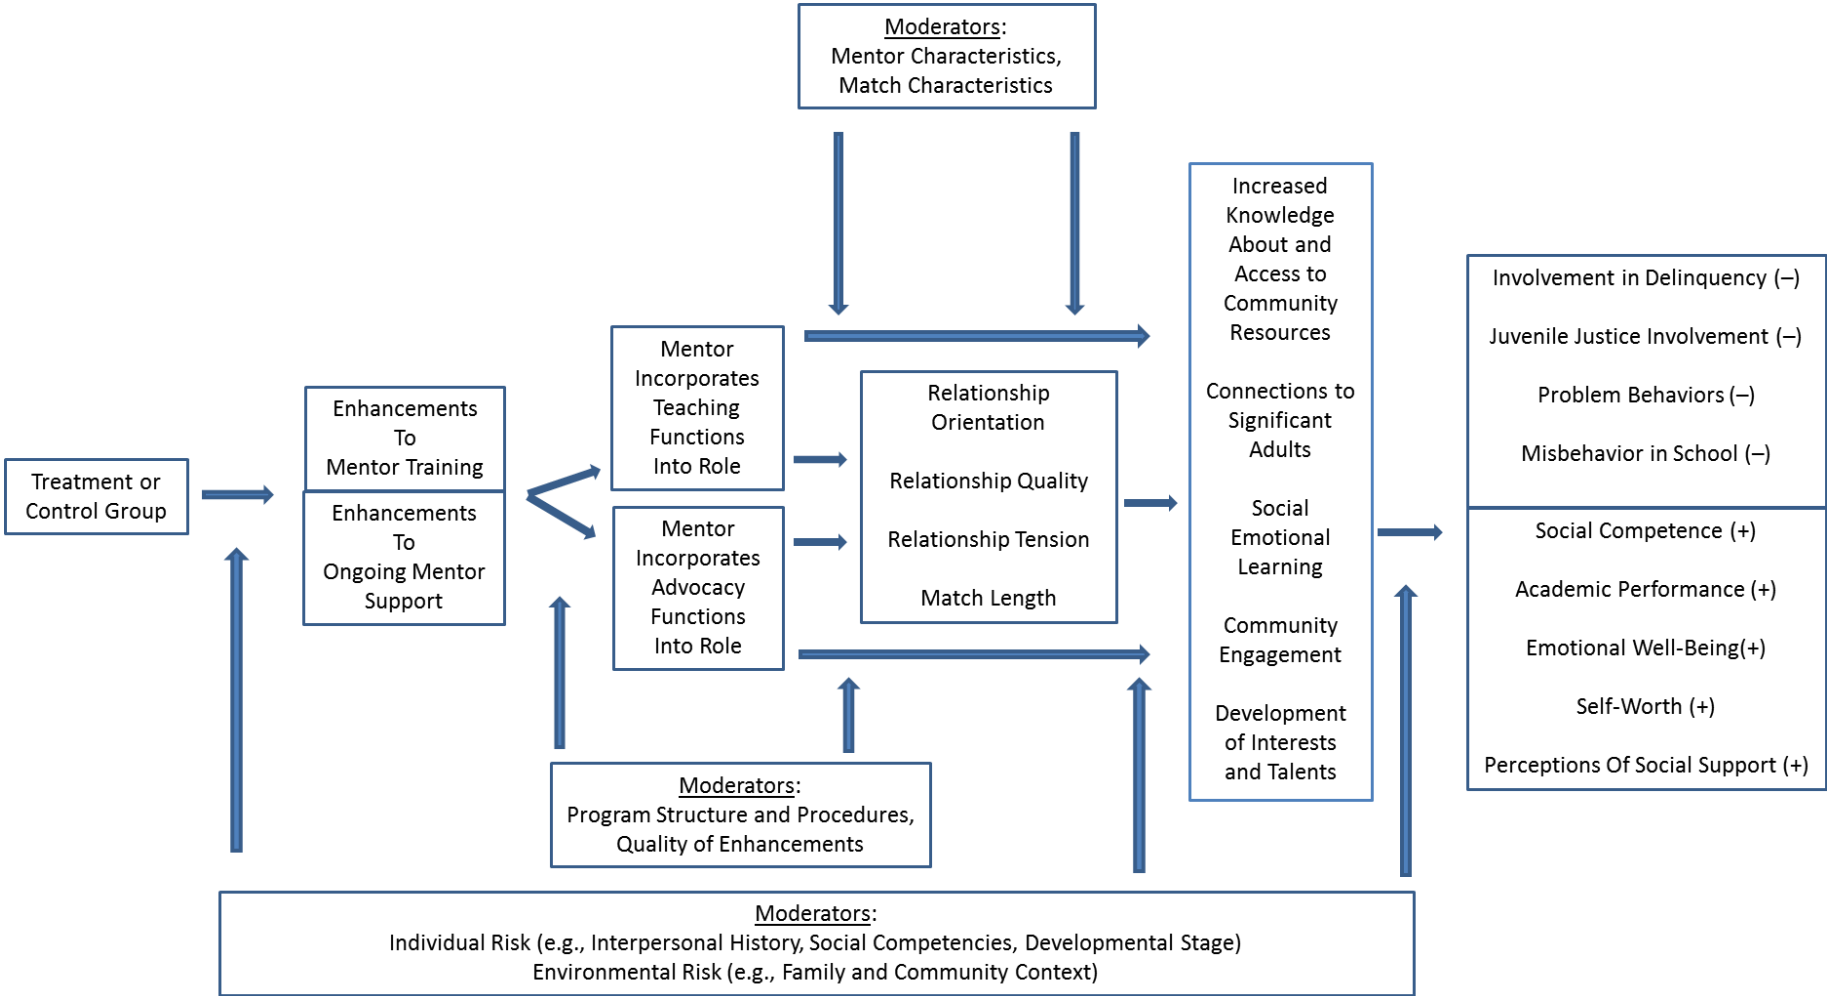 Moderators:
Mentor Characteristics,
Match Characteristics
Treatment or
Control Group
Enhancements
To
Mentor Training
Enhancements
To
Ongoing Mentor
Support
Mentor
Incorporates
Teaching
Functions
Into Role
Mentor
Incorporates
Advocacy
Functions
Into Role
Relationship
Orientation
Relationship Quality
Relationship Tension
Match Length
Increased
Knowledge
About and
Access to
Community
Resources
Connections to
Significant
Adults
Social
Emotional
Learning
Community
Engagement
Development
of Interests
and Talents
Involvement in Delinquency (–)
Juvenile Justice Involvement (–)
Problem Behaviors (–)
Misbehavior in School (–)
Social Competence (+)
Academic Performance (+)
Emotional Well-Being(+)
Self-Worth (+)
Perceptions Of Social Support (+)
Moderators:
Program Structure and Procedures,
Quality of Enhancements
Moderators:
Individual Risk (e.g., Interpersonal History, Social Competencies, Developmental Stage)
Environmental Risk (e.g., Family and Community Context)